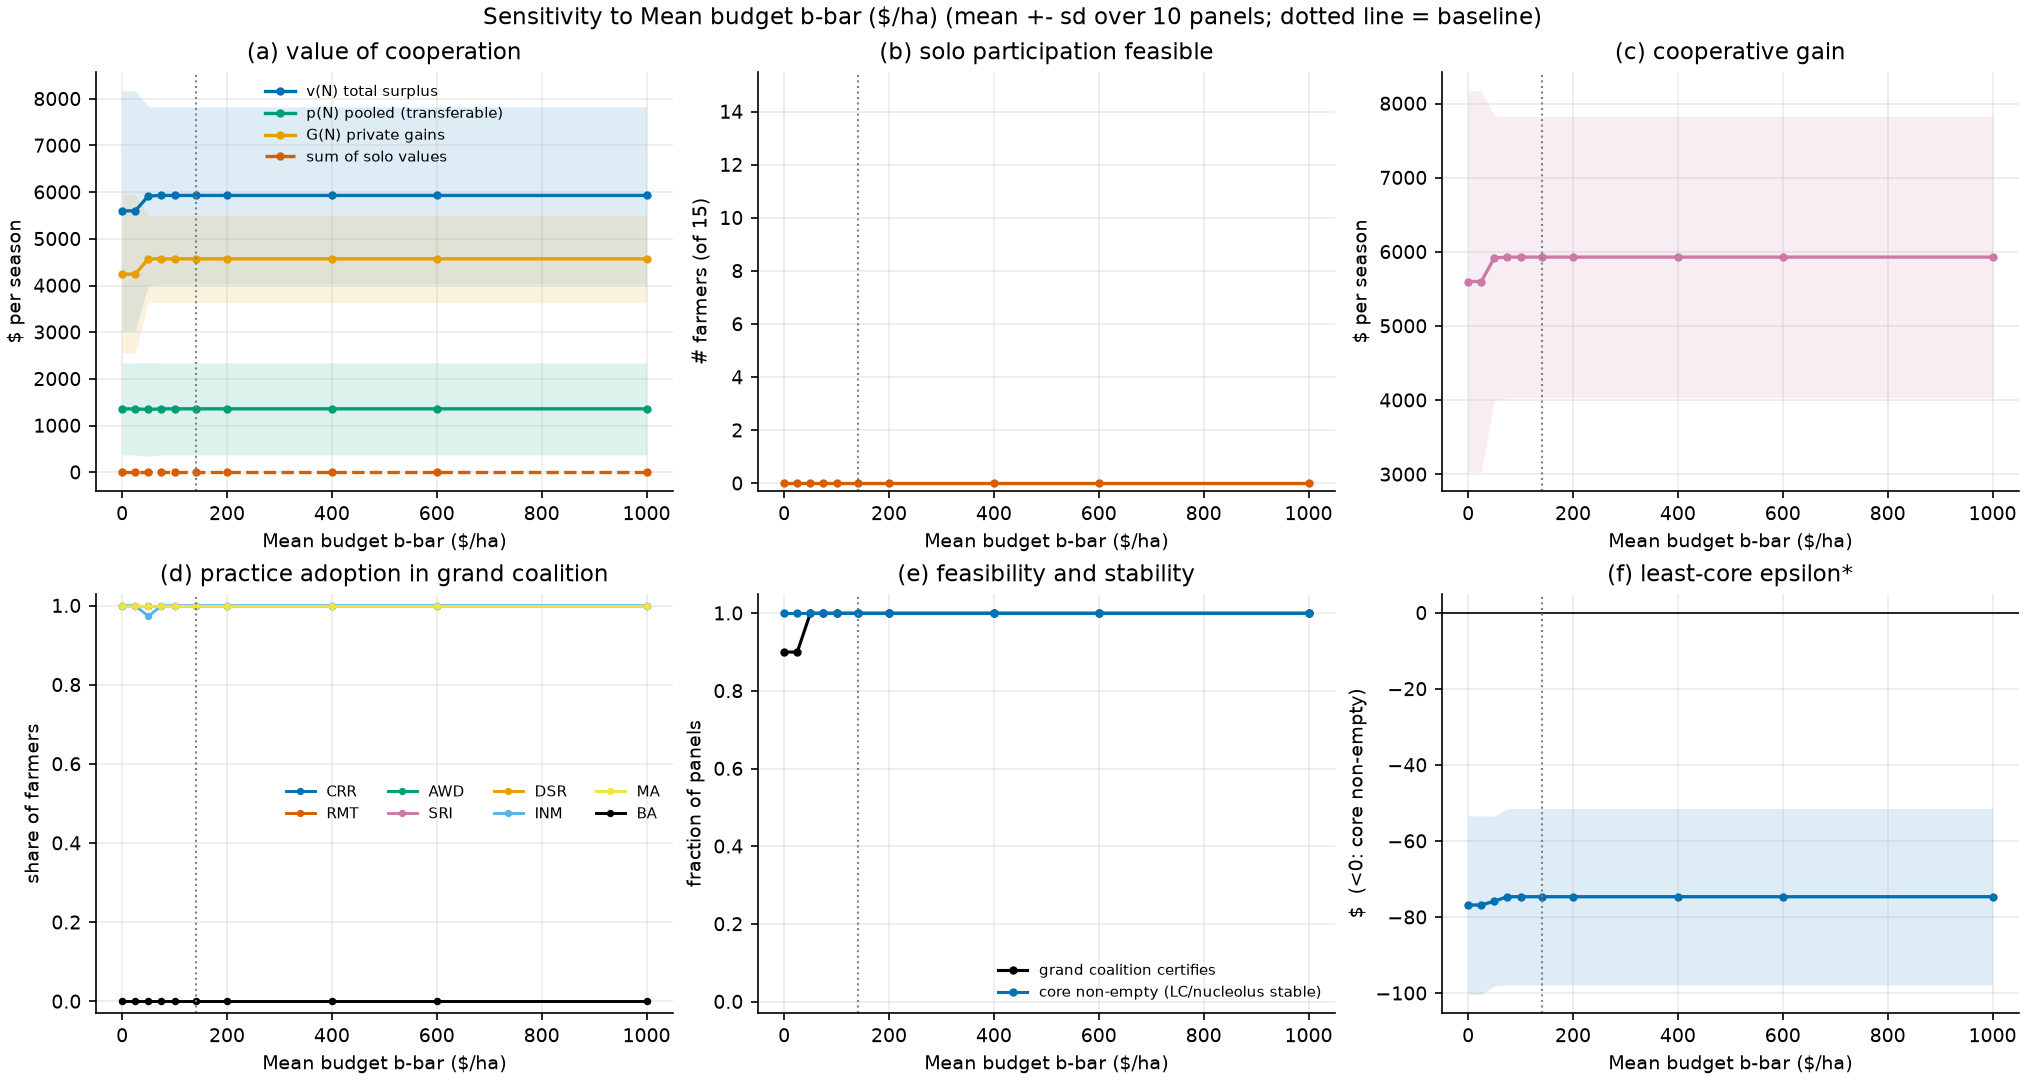 Sensitivity to Mean budget b-bar ($/ha) (mean +- sd over 10 panels; dotted line = baseline)
(a) value of cooperation
v(N) total surplus
p(N) pooled (transferable)
G(N) private gains
sum of solo values
$ per season
8000
7000
6000
5000
4000
3000
2000
1000
0
0 200 400 600 800 1000
Mean budget b-bar ($/ha)
(b) solo participation feasible
# farmers (of 15)
14
12
10
8
6
4
2
0
0 200 400 600 800 1000
Mean budget b-bar ($/ha)
(c) cooperative gain
$ per season
8000
7000
6000
5000
4000
3000
0 200 400 600 800 1000
Mean budget b-bar ($/ha)
(d) practice adoption in grand coalition
share of farmers
1.0
0.8
0.6
0.4
0.2
0.0
CRR AWD DSR MA
RMT SRI INM BA
0 200 400 600 800 1000
Mean budget b-bar ($/ha)
(e) feasibility and stability
fraction of panels
1.0
0.8
0.6
0.4
0.2
0.0
grand coalition certifies
core non-empty (LC/nucleolus stable)
0 200 400 600 800 1000
Mean budget b-bar ($/ha)
(f) least-core epsilon*
$ (<0: core non-empty)
0
−20
−40
−60
−80
−100
0 200 400 600 800 1000
Mean budget b-bar ($/ha)